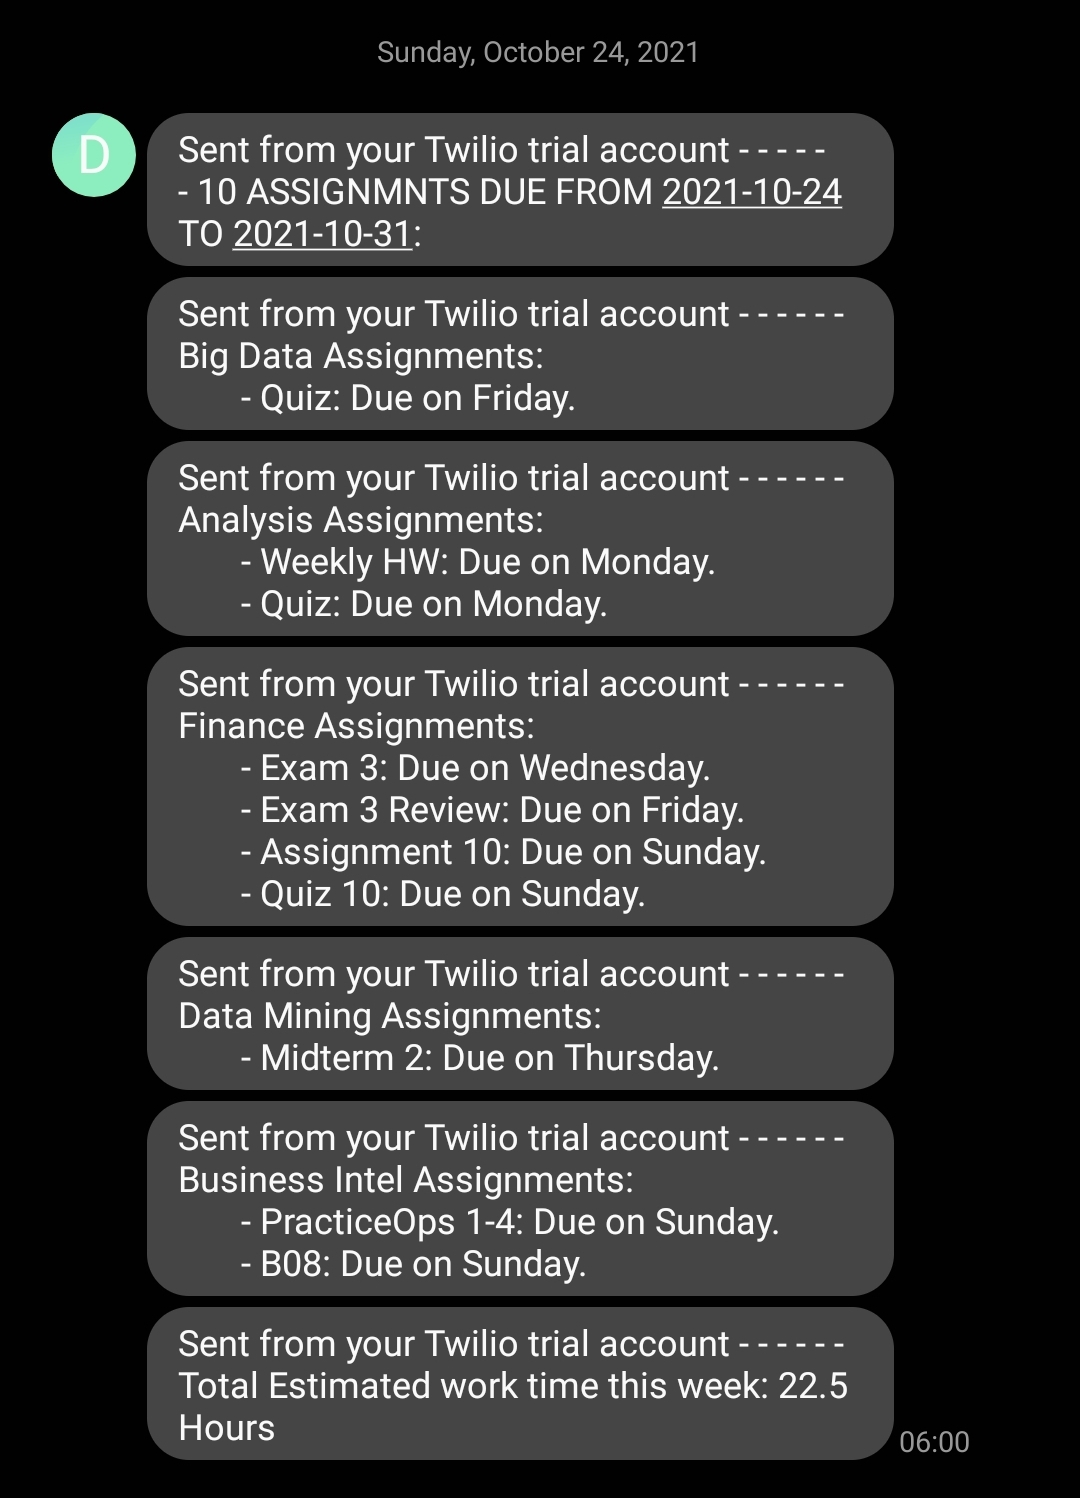 Sunday, October 24, 2021
D
Sent from your Twilio trial account - - - - -
- 10 ASSIGNMNTS DUE FROM 2021-10-24
TO 2021-10-31:
Sent from your Twilio trial account - - - - - -
Big Data Assignments:
- Quiz: Due on Friday.
Sent from your Twilio trial account - - - - - -
Analysis Assignments:
- Weekly HW: Due on Monday.
- Quiz: Due on Monday.
Sent from your Twilio trial account - - - - - -
Finance Assignments:
- Exam 3: Due on Wednesday.
- Exam 3 Review: Due on Friday.
- Assignment 10: Due on Sunday.
- Quiz 10: Due on Sunday.
Sent from your Twilio trial account - - - - - -
Data Mining Assignments:
- Midterm 2: Due on Thursday.
Sent from your Twilio trial account - - - - - -
Business Intel Assignments:
- PracticeOps 1-4: Due on Sunday.
- B08: Due on Sunday.
Sent from your Twilio trial account - - - - - -
Total Estimated work time this week: 22.5
Hours
06:00